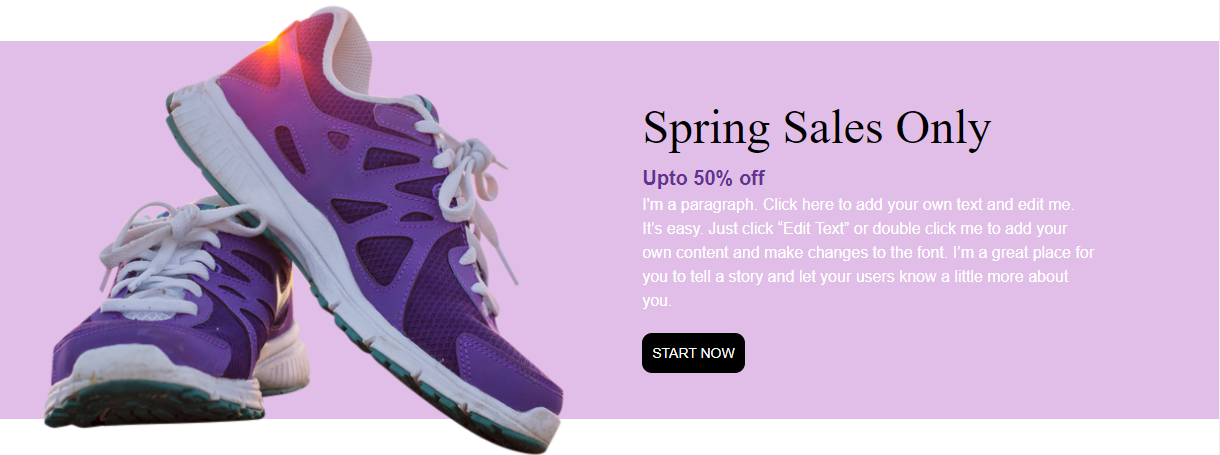 Spring Sales Only
Upto 50% off
I'm a paragraph. Click here to add your own text and edit me.
It's easy. Just click “Edit Text” or double click me to add your
own content and make changes to the font. I'm a great place for
you to tell a story and let your users know a little more about
you.
START NOW